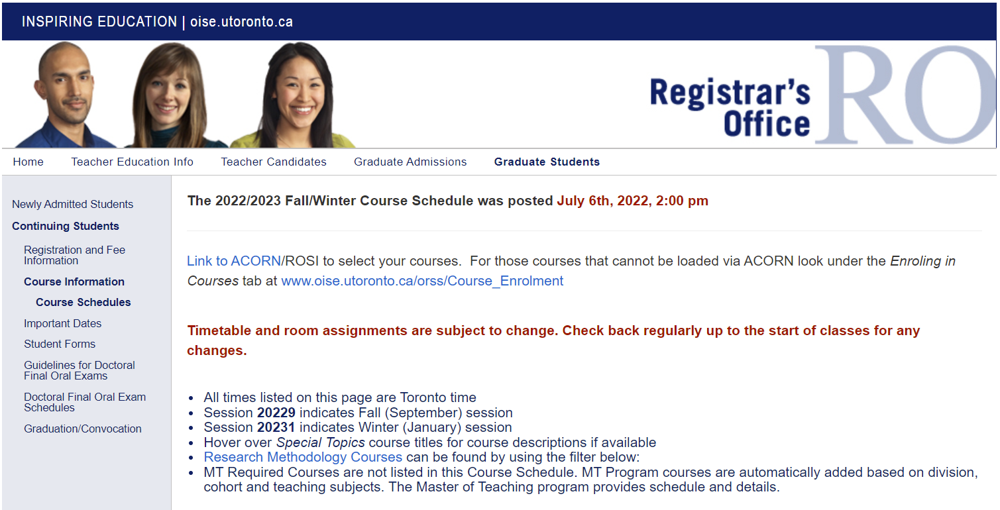 INSPIRING EDUCATION | oise.utoronto.ca
Registrar's
Office
RO
Home Teacher Education Info Teacher Candidates Graduate Admissions Graduate Students
Newly Admitted Students
Continuing Students
Registration and Fee
Information
Course Information
Course Schedules
Important Dates
Student Forms
Guidelines for Doctoral
Final Oral Exams
Doctoral Final Oral Exam
Schedules
Graduation/Convocation
The 2022/2023 Fall/Winter Course Schedule was posted July 6th, 2022, 2:00 pm
Link to ACORN/ROSI to select your courses.  For those courses that cannot be loaded via ACORN look under the Enroling in
Courses tab at www.oise.utoronto.ca/orss/Course_Enrolment
Timetable and room assignments are subject to change. Check back regularly up to the start of classes for any
changes.
• All times listed on this page are Toronto time
• Session 20229 indicates Fall (September) session
• Session 20231 indicates Winter (January) session
• Hover over Special Topics course titles for course descriptions if available
• Research Methodology Courses can be found by using the filter below:
• MT Required Courses are not listed in this Course Schedule. MT Program courses are automatically added based on division,
cohort and teaching subjects. The Master of Teaching program provides schedule and details.